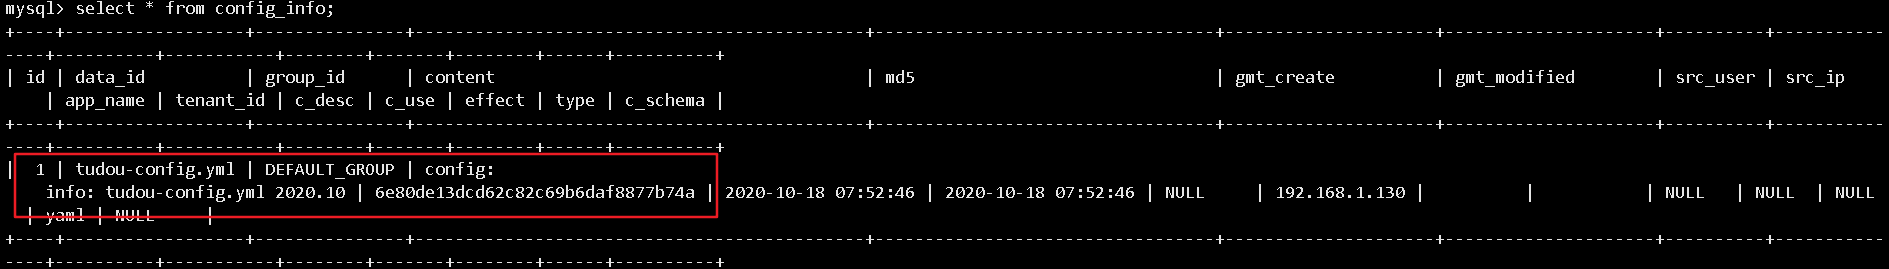 mysql> select * from config_info;
+----+-----------------+---------------+------------------------------------------+--------------------------------+--------------------+--------------------+----------+----------
----+----------+-----------+--------+-------+--------+------+----------+
| id | data_id | group_id | content | md5 | gmt_create | gmt_modified | src_user | src_ip
| app_name | tenant_id | c_desc | c_use | effect | type | c_schema |
+----+-----------------+---------------+------------------------------------------+--------------------------------+--------------------+--------------------+----------+----------
----+----------+-----------+--------+-------+--------+------+----------+
| 1 | tudou-config.yml | DEFAULT_GROUP | config:
info: tudou-config.yml 2020.10 | 6e80de13dcd62c82c69b6daf8877b74a | 2020-10-18 07:52:46 | 2020-10-18 07:52:46 | NULL | 192.168.1.130 | | | NULL | NULL | NULL
| yaml | NULL |
+----+-----------------+---------------+------------------------------------------+--------------------------------+--------------------+--------------------+----------+----------
----+----------+-----------+--------+-------+--------+------+----------+